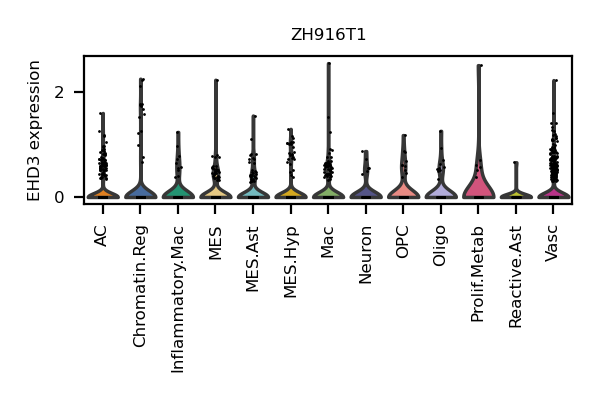 ZH916T1
EHD3 expression
2
0
AC
Chromatin.Reg
Inflammatory.Mac
MES
MES.Ast
MES.Hyp
Mac
Neuron
OPC
Oligo
Prolif.Metab
Reactive.Ast
Vasc